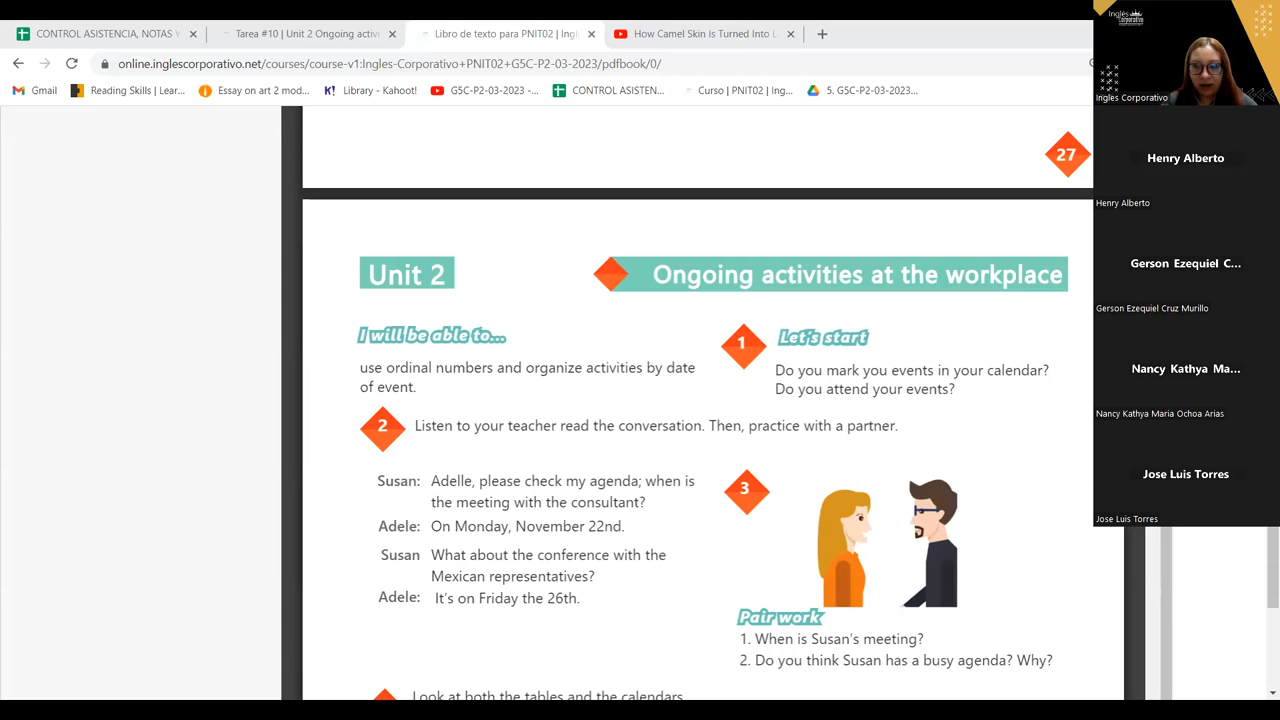 CONTROL ASISTENCIA, NOTAS Y
Tarea #10 | Unit 2 Ongoing activi
Libro de texto para PNIT02 | Ingl
How Camel Skin Is Turned Into L
online.inglescorporativo.net/courses/course-v1:Ingles-Corporativo+PNIT02+G5C-P2-03-2023/pdfbook/0/
Gmail
Reading Skills | Lear...
Essay on art 2 mod...
Library - Kahoot!
G5C-P2-03-2023 -...
CONTROL ASISTEN...
Curso | PNIT02 | Ing...
5. G5C-P2-03-2023...
Inglés
Corporativo
Ingles Corporativo
27
Henry Alberto
Henry Alberto
Unit 2
Ongoing activities at the workplace
Gerson Ezequiel C...
Gerson Ezequiel Cruz Murillo
I will be able to...
use ordinal numbers and organize activities by date
of event.
1
Let's start
Do you mark you events in your calendar?
Do you attend your events?
Nancy Kathya Ma...
Nancy Kathya Maria Ochoa Arias
2
Listen to your teacher read the conversation. Then, practice with a partner.
Susan: Adelle, please check my agenda; when is
the meeting with the consultant?
Adele: On Monday, November 22nd.
Susan What about the conference with the
Mexican representatives?
Adele: It's on Friday the 26th.
3
Jose Luis Torres
Jose Luis Torres
Pair work
1. When is Susan's meeting?
2. Do you think Susan has a busy agenda? Why?
Look at both the tables and the calendars